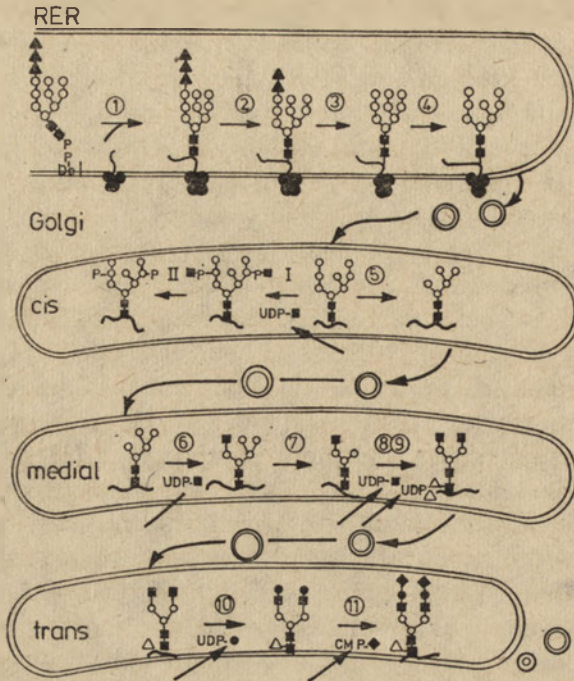 RER
① ② ③ ④
P
P
Dol
Golgi
P P II P P I ⑤
cis
UDP-
⑥ ⑦ ⑧⑨
medial
UDP- UDP- UDP
⑩ ⑪
trans
UDP- CMP-